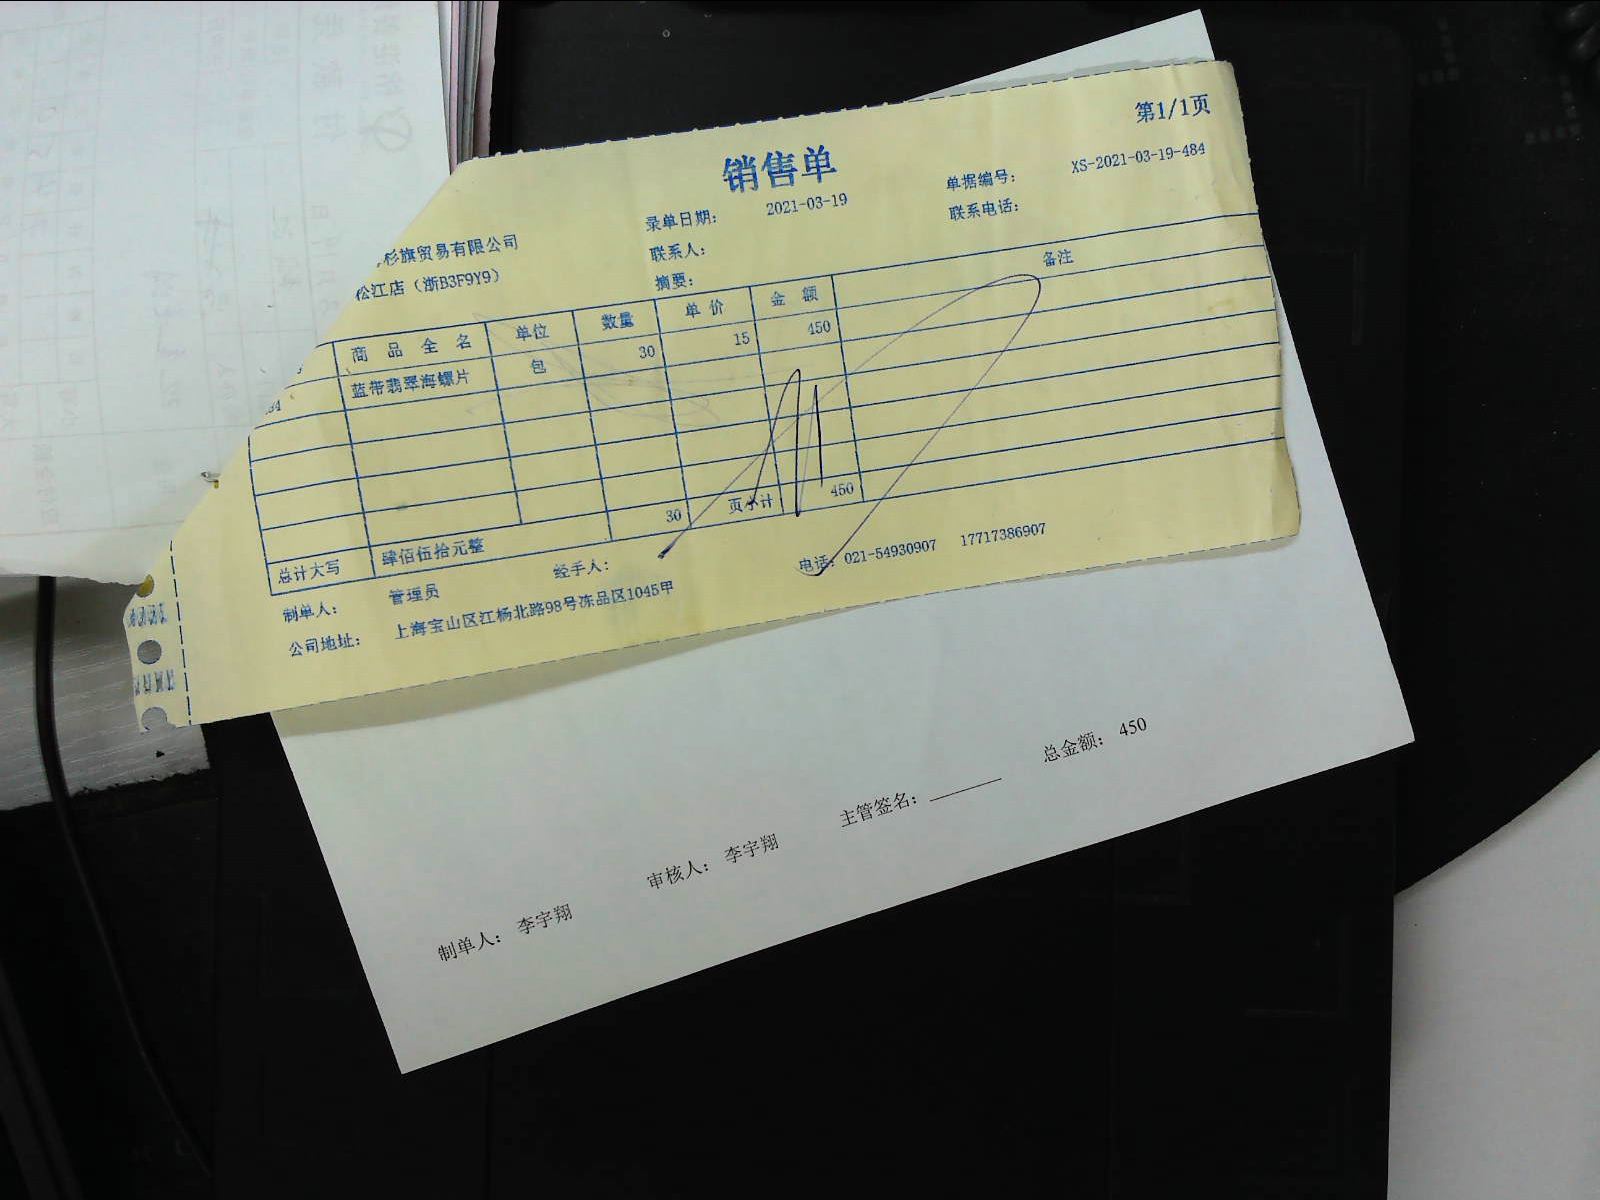 第1/1页
销售单
录单日期： 2021-03-19 单据编号： XS-2021-03-19-484
杉旗贸易有限公司 联系人： 联系电话：
松江店（浙B3F9Y9） 摘要：
商 品 全 名 单位 数量 单 价 金 额 备注
蓝带翡翠海螺片 包 30 15 450
30 页小计 450
总计大写 肆佰伍拾元整
制单人： 管理员 经手人： 电话：021-54930907 17717386907
公司地址： 上海宝山区江杨北路98号冻品区1045甲
制单人： 李宇翔 审核人： 李宇翔 主管签名：______ 总金额： 450